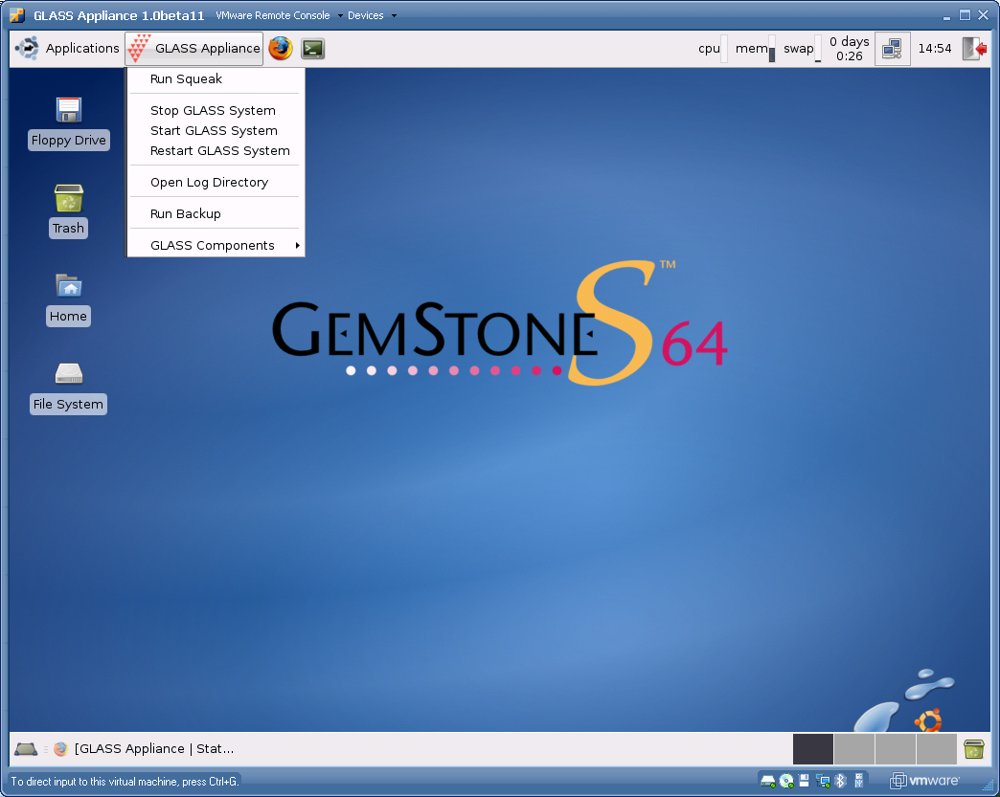 GLASS Appliance 1.0beta11 VMware Remote Console Devices
Applications GLASS Appliance cpu mem swap 0 days 0:26 14:54
Run Squeak
Stop GLASS System
Start GLASS System
Restart GLASS System
Open Log Directory
Run Backup
GLASS Components
Floppy Drive
Trash
Home
File System
GEMSTONE S 64 ™
[GLASS Appliance | Stat...
To direct input to this virtual machine, press Ctrl+G.
vmware